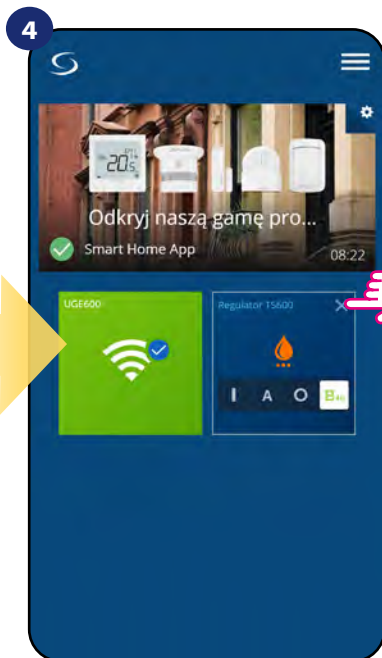 4
Odkryj naszą gamę pro...
Smart Home App
08:22
UGE600
Regulator TS600
I A O B